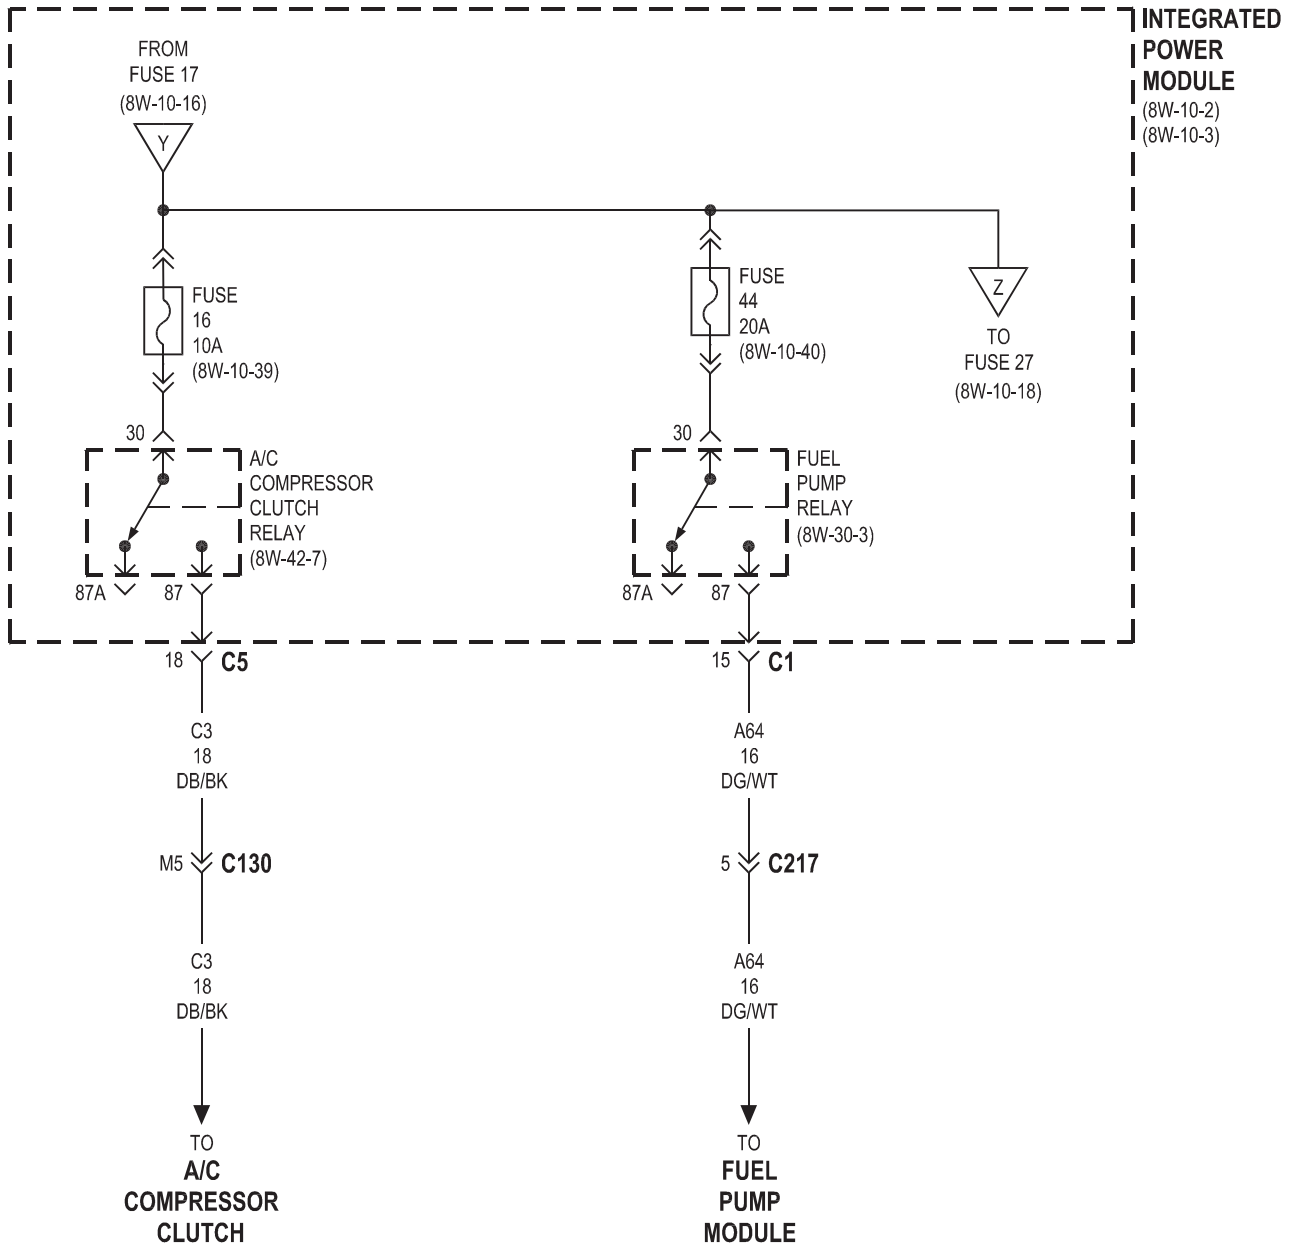 INTEGRATED
POWER
MODULE
(8W-10-2)
(8W-10-3)
FROM
FUSE 17
(8W-10-16)
Y
FUSE
16
10A
(8W-10-39)
FUSE
44
20A
(8W-10-40)
Z
TO
FUSE 27
(8W-10-18)
30
A/C
COMPRESSOR
CLUTCH
RELAY
(8W-42-7)
87A
87
30
FUEL
PUMP
RELAY
(8W-30-3)
87A
87
18
C5
15
C1
C3
18
DB/BK
A64
16
DG/WT
M5
C130
5
C217
C3
18
DB/BK
A64
16
DG/WT
TO
A/C
COMPRESSOR
CLUTCH
TO
FUEL
PUMP
MODULE